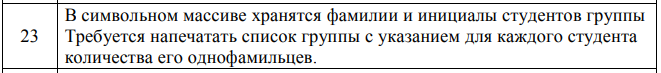 23
В символьном массиве хранятся фамилии и инициалы студентов группы
Требуется напечатать список группы с указанием для каждого студента
количества его однофамильцев.